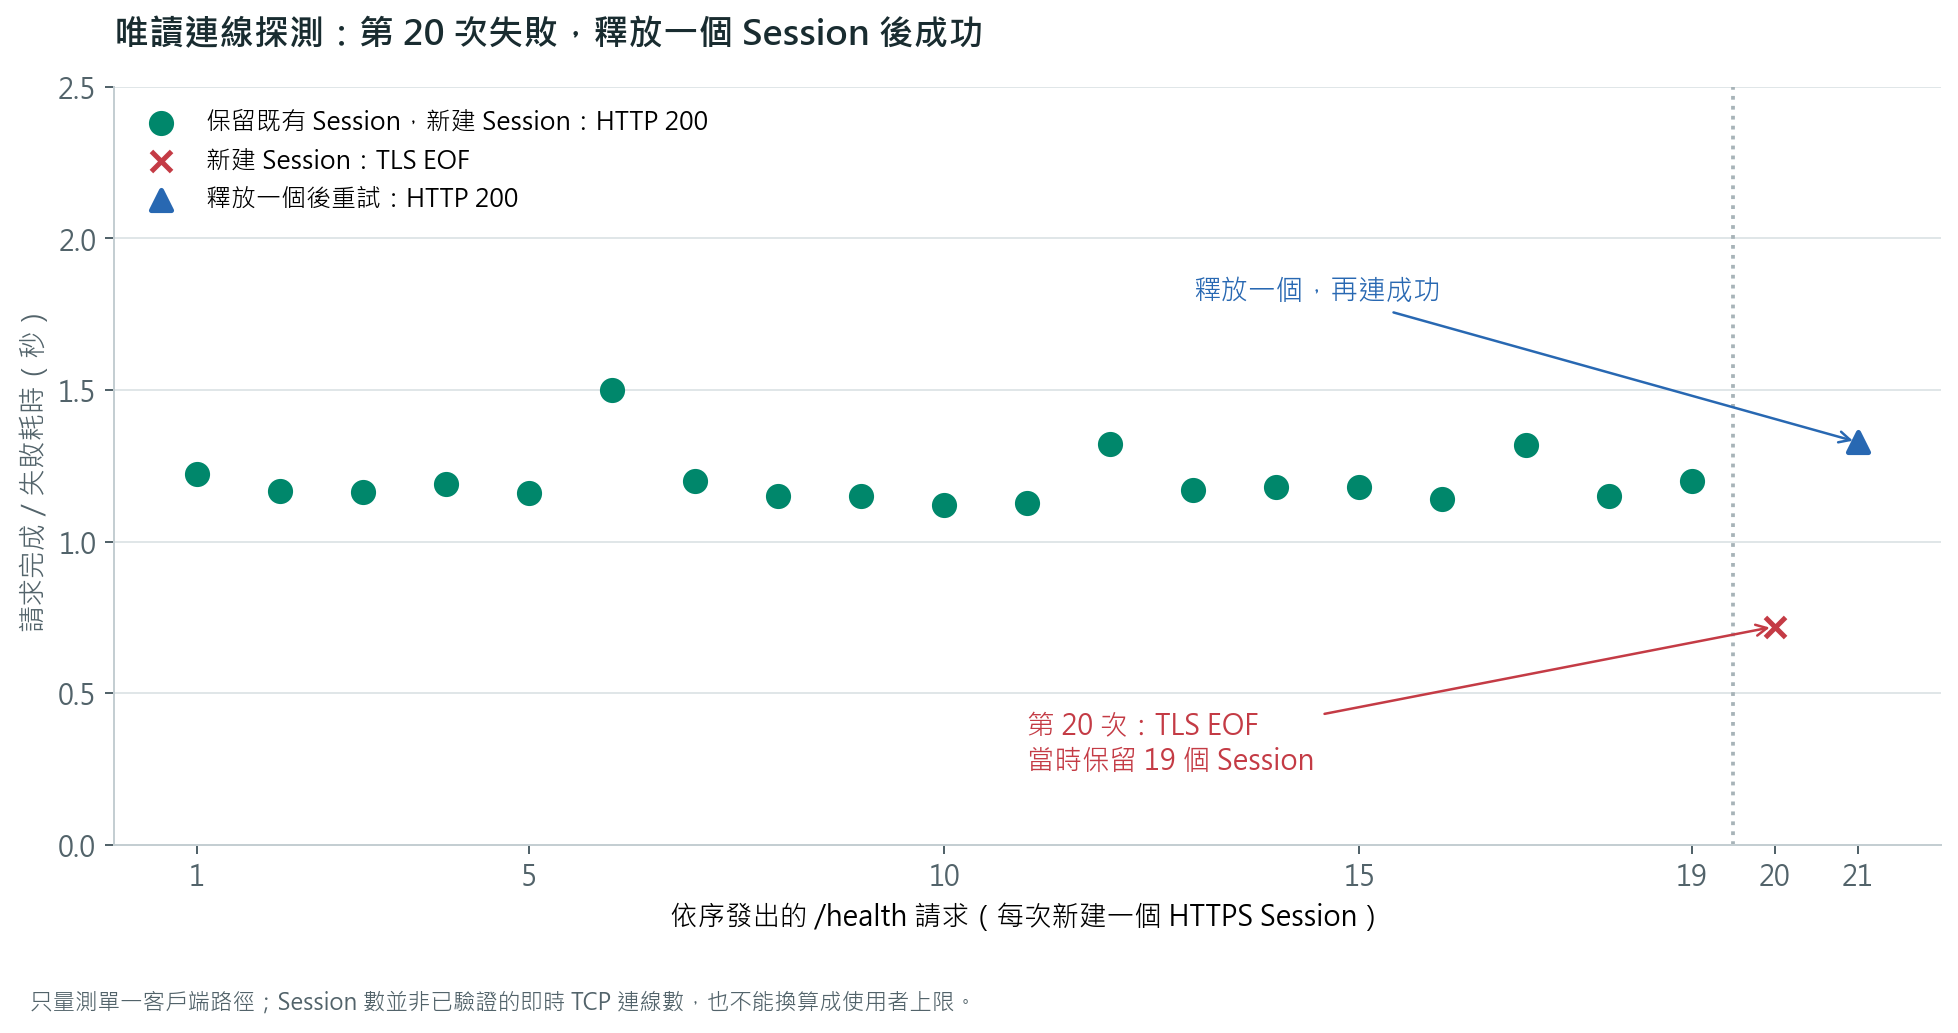 唯讀連線探測：第 20 次失敗，釋放一個 Session 後成功
2.5
2.0
1.5
1.0
0.5
0.0
請求完成 / 失敗耗時（秒）
保留既有 Session，新建 Session：HTTP 200
新建 Session：TLS EOF
釋放一個後重試：HTTP 200
釋放一個，再連成功
第 20 次：TLS EOF
當時保留 19 個 Session
1 5 10 15 19 20 21
依序發出的 /health 請求（每次新建一個 HTTPS Session）
只量測單一客戶端路徑；Session 數並非已驗證的即時 TCP 連線數，也不能換算成使用者上限。